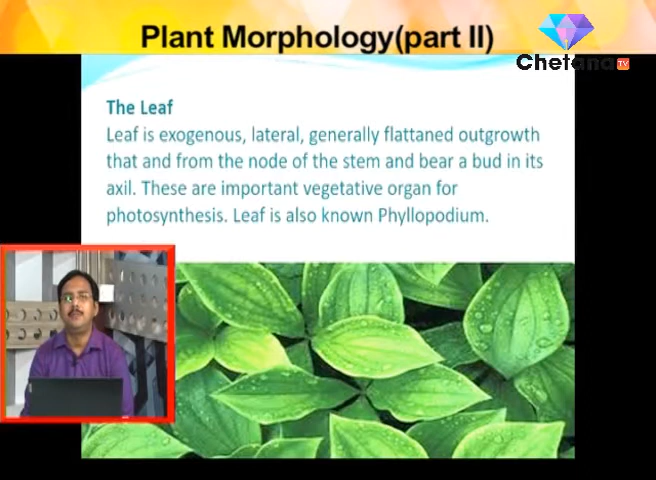 Plant Morphology(part II)
Chetana TV
The Leaf
Leaf is exogenous, lateral, generally flattaned outgrowth
that and from the node of the stem and bear a bud in its
axil. These are important vegetative organ for
photosynthesis. Leaf is also known Phyllopodium.